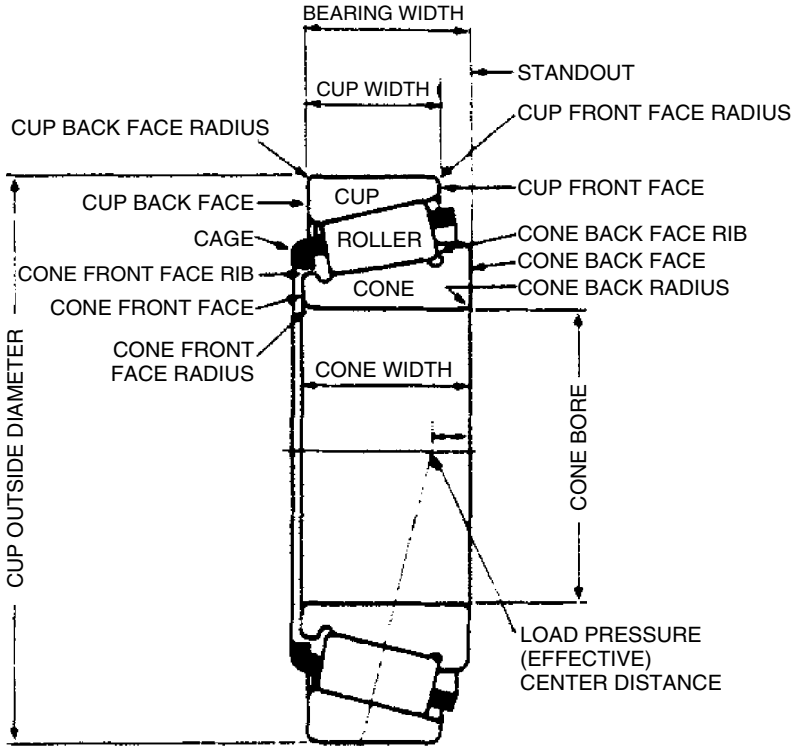 BEARING WIDTH
STANDOUT
CUP WIDTH
CUP FRONT FACE RADIUS
CUP BACK FACE RADIUS
CUP FRONT FACE
CUP BACK FACE
CUP
CAGE
ROLLER
CONE BACK FACE RIB
CONE FRONT FACE RIB
CONE BACK FACE
CONE BACK RADIUS
CONE
CONE FRONT FACE
CONE FRONT
FACE RADIUS
CONE WIDTH
CUP OUTSIDE DIAMETER
CONE BORE
LOAD PRESSURE
(EFFECTIVE)
CENTER DISTANCE